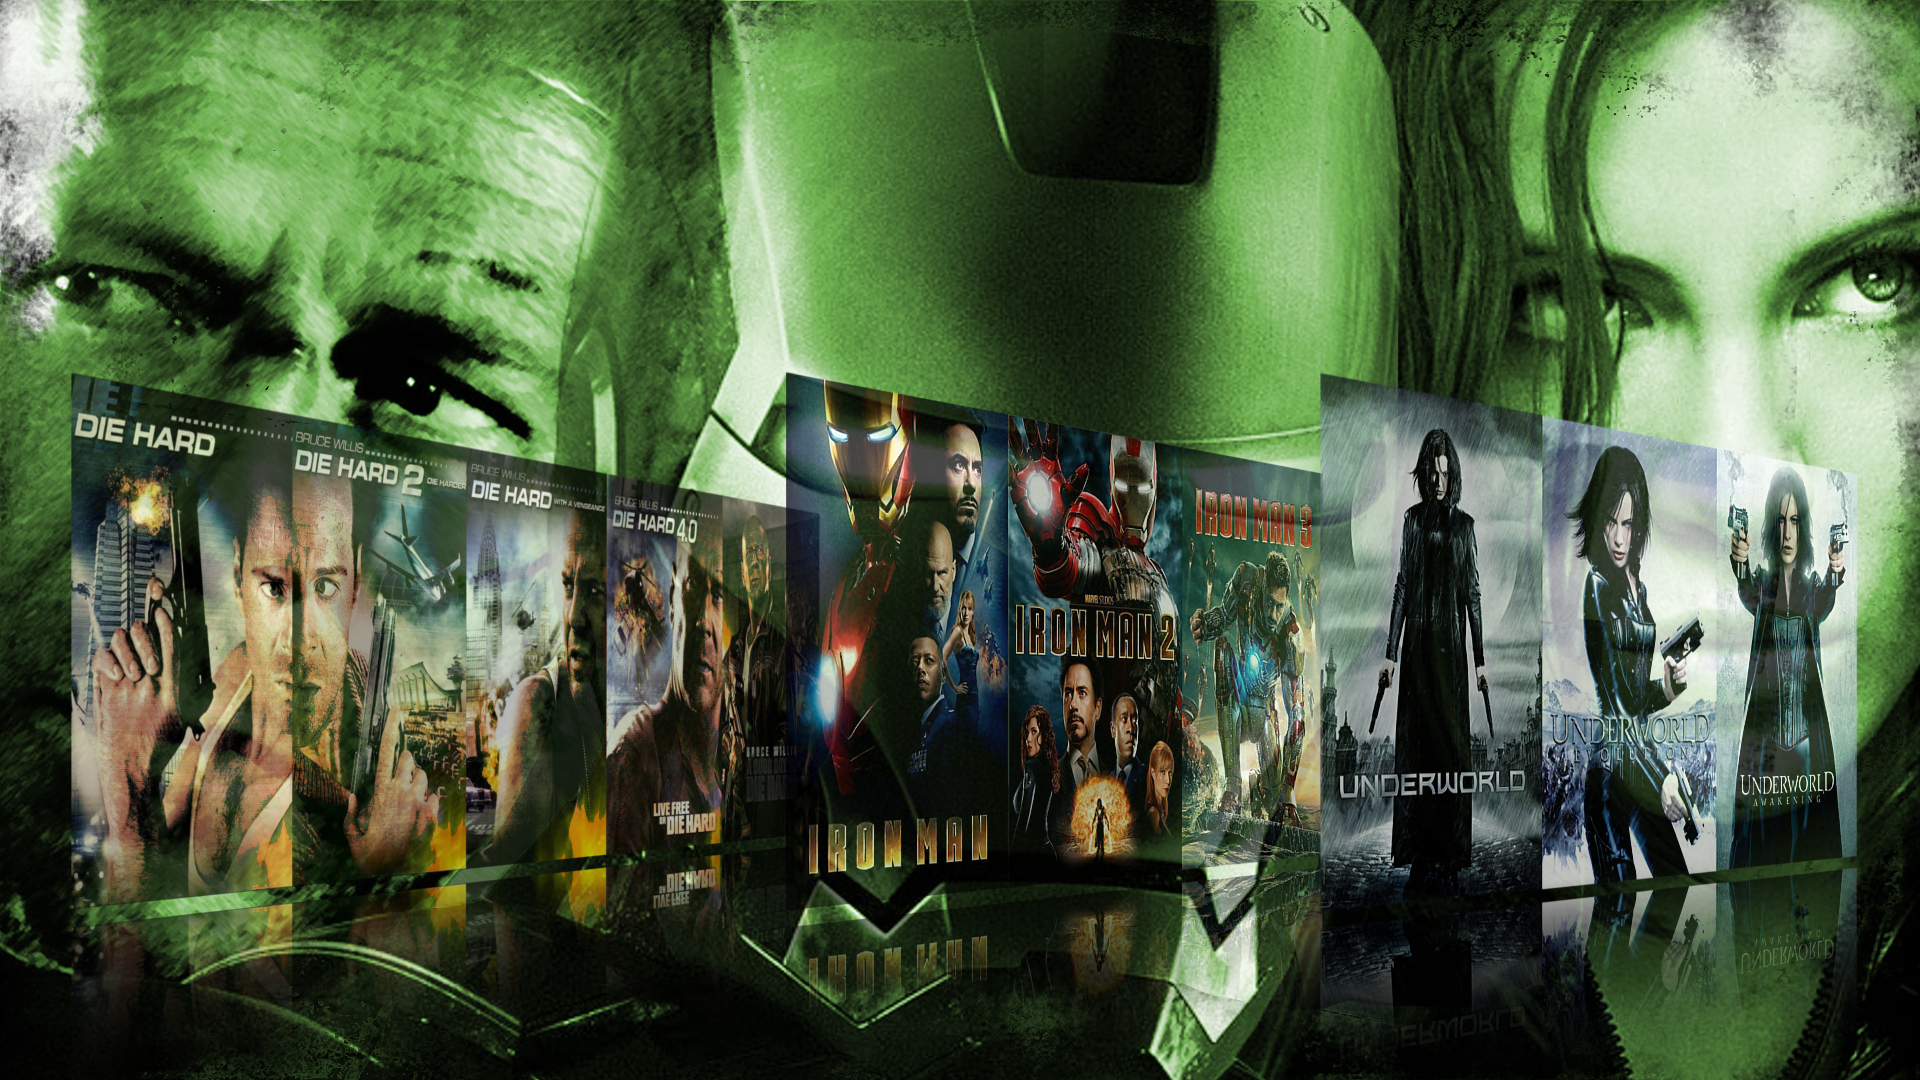 DIE HARD
BRUCE WILLIS
DIE HARD 2 DIE HARDER
BRUCE WILLIS
DIE HARD WITH A VENGEANCE
BRUCE WILLIS
DIE HARD 4.0
LIVE FREE
OR DIE HARD
BRUCE WILLIS
IRON MAN
MARVEL STUDIOS
IRON MAN 2
IRON MAN 3
UNDERWORLD
UNDERWORLD
EVOLUTION
UNDERWORLD
AWAKENING